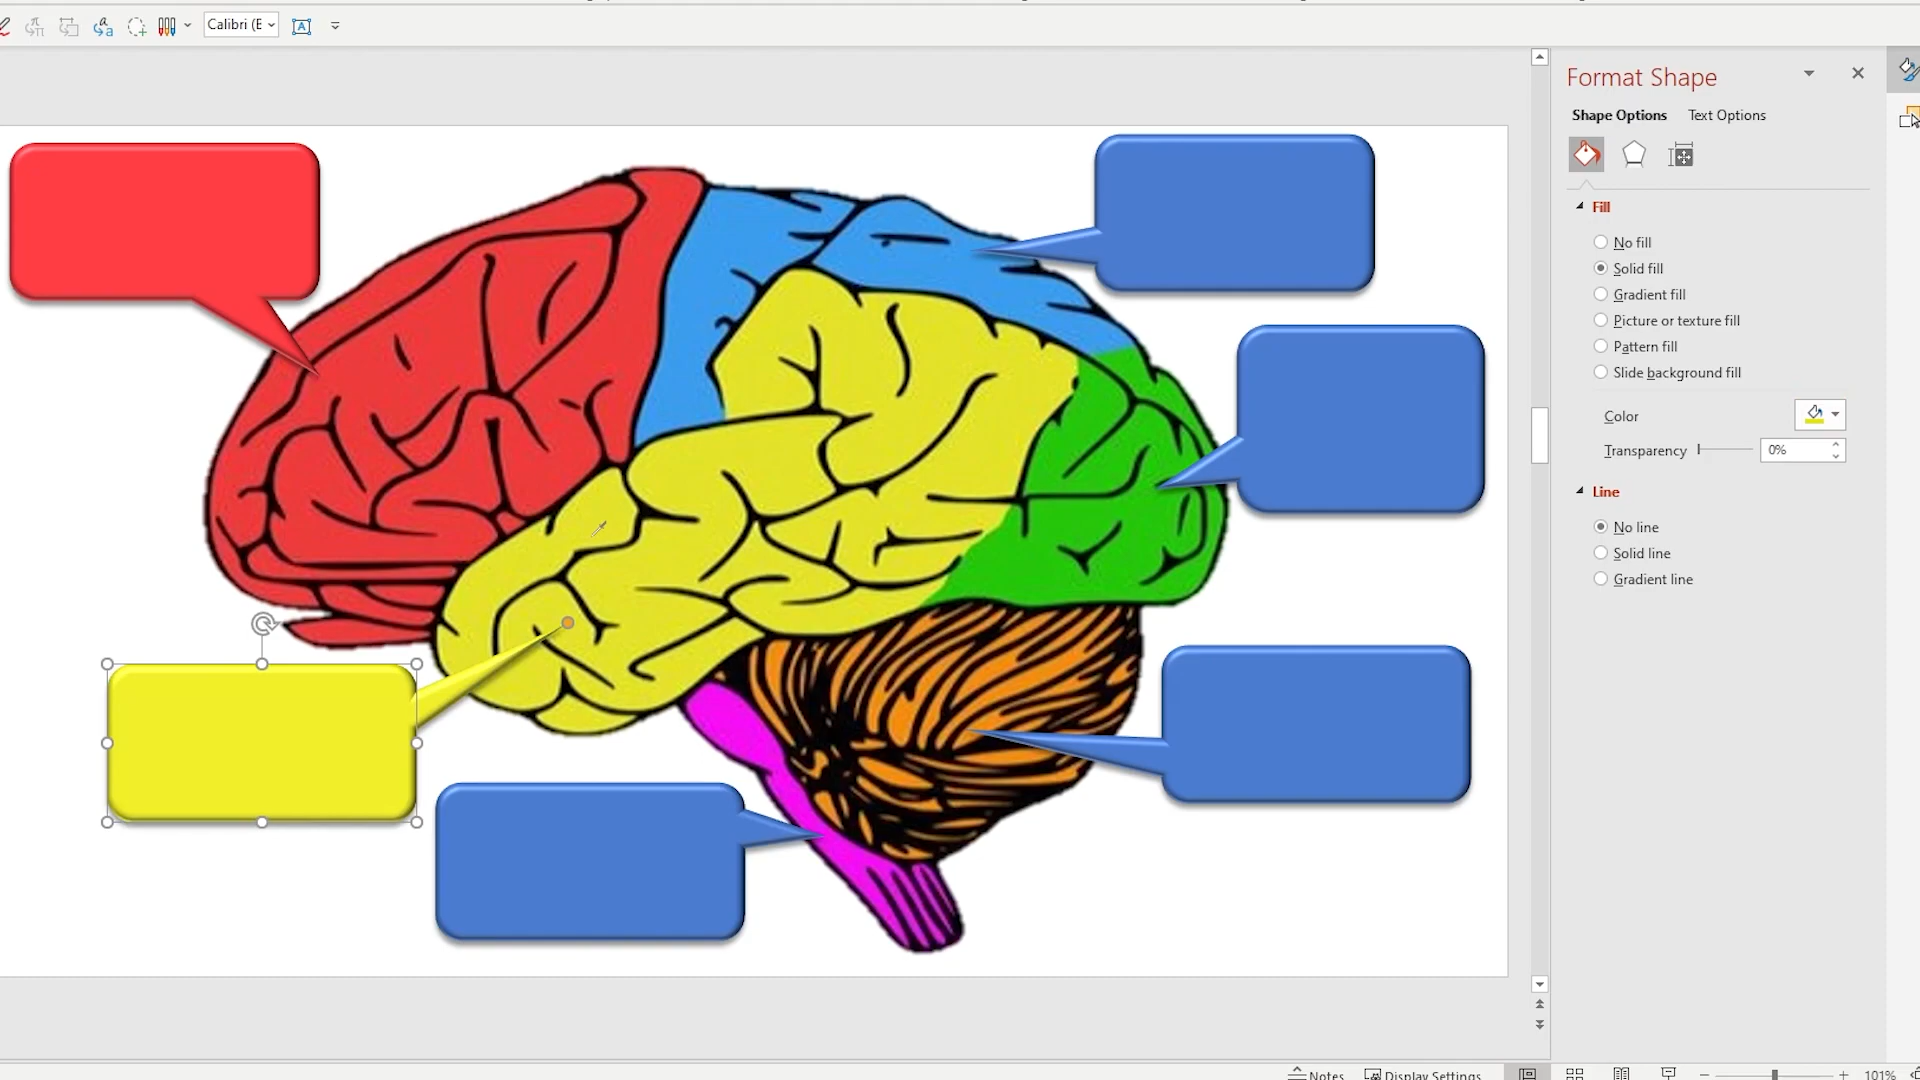 Calibri (E
Format Shape
Shape Options Text Options
Fill
No fill
Solid fill
Gradient fill
Picture or texture fill
Pattern fill
Slide background fill
Color
Transparency 0%
Line
No line
Solid line
Gradient line
Notes Display Settings 101%